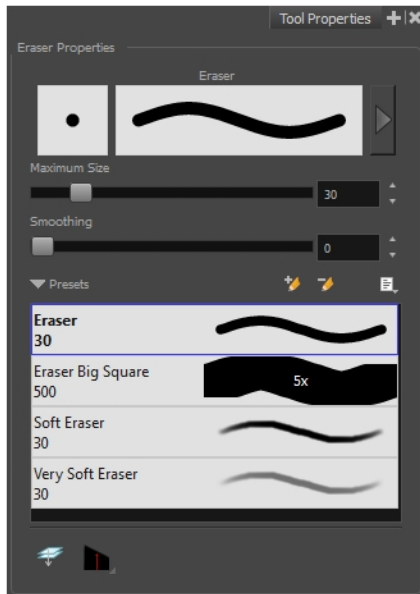 Tool Properties
Eraser Properties
Eraser
Maximum Size
30
Smoothing
0
Presets
Eraser
30
Eraser Big Square
500
5x
Soft Eraser
30
Very Soft Eraser
30